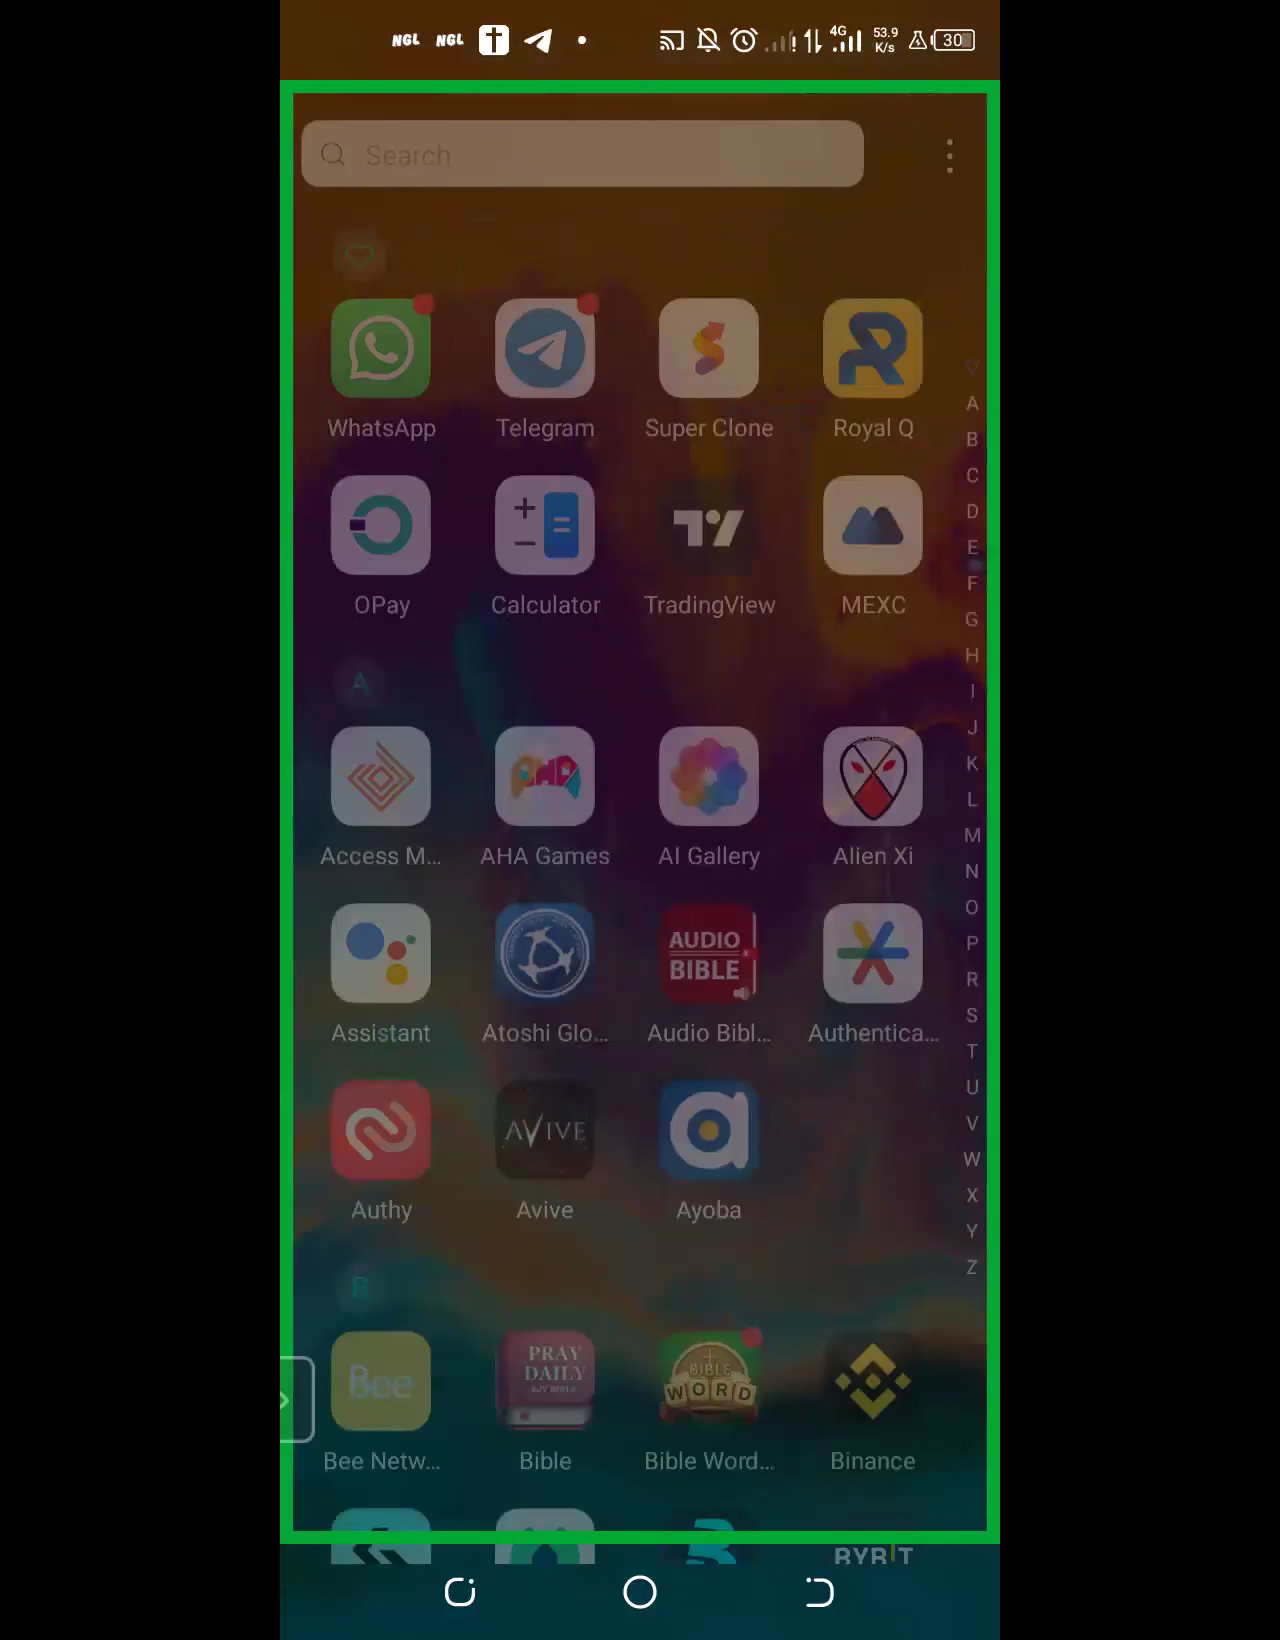 NGL NGL 4G 53.9 K/s 30
Search
WhatsApp Telegram Super Clone Royal Q
OPay Calculator TradingView MEXC
A
Access M... AHA Games AI Gallery Alien Xi
AUDIO BIBLE
Assistant Atoshi Glo... Audio Bibl... Authentica...
AVIVE
Authy Avive Ayoba
B
Bee PRAY DAILY KJV BIBLE BIBLE WORD
Bee Netw... Bible Bible Word... Binance
BYBIT
A
B
C
D
E
F
G
H
I
J
K
L
M
N
O
P
R
S
T
U
V
W
X
Y
Z